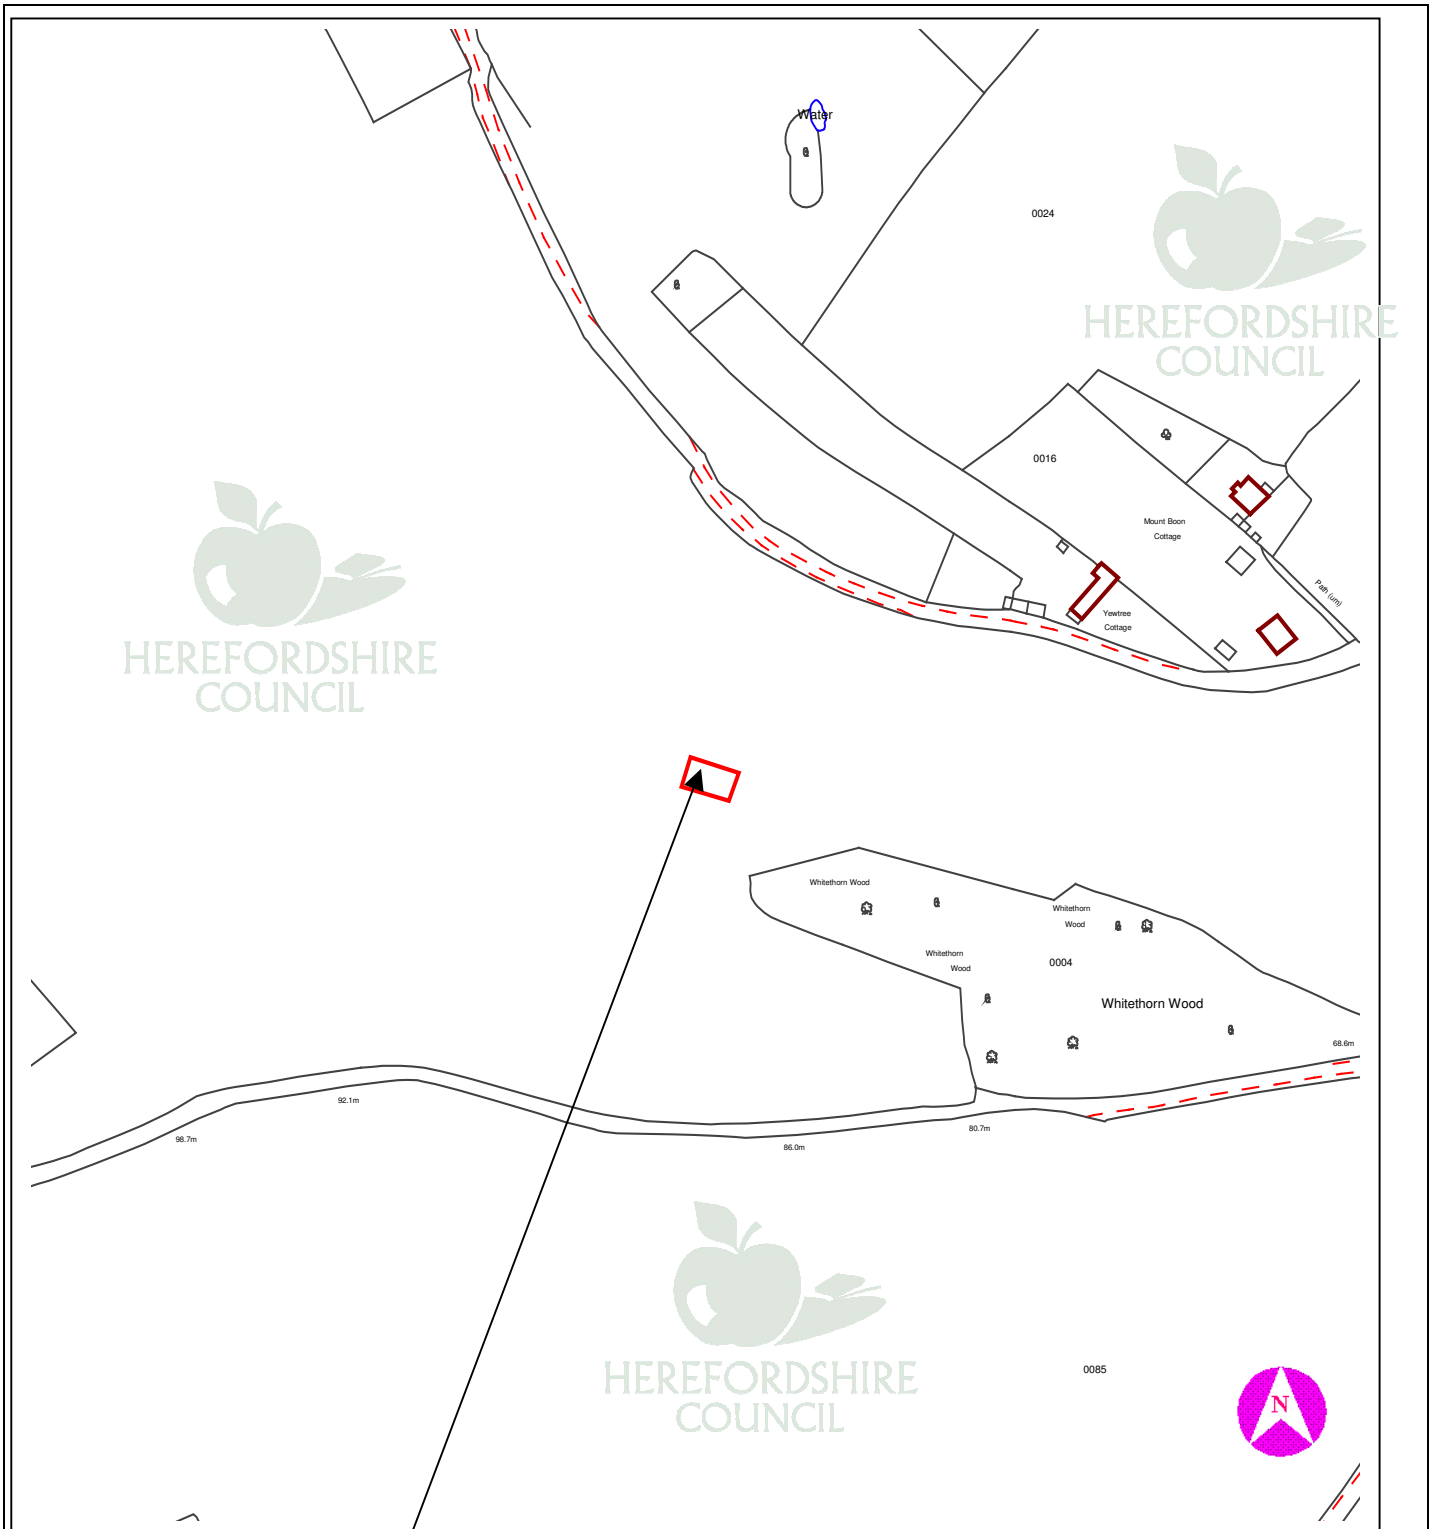 Water
0024
HEREFORDSHIRE
COUNCIL
0016
Mount Boon
Cottage
HEREFORDSHIRE
COUNCIL
Path (um)
Yewtree
Cottage
Whitethorn Wood
Whitethorn
Wood
Whitethorn
Wood
0004
Whitethorn Wood
68.6m
92.1m
98.7m
80.7m
86.0m
HEREFORDSHIRE
COUNCIL
0085
N